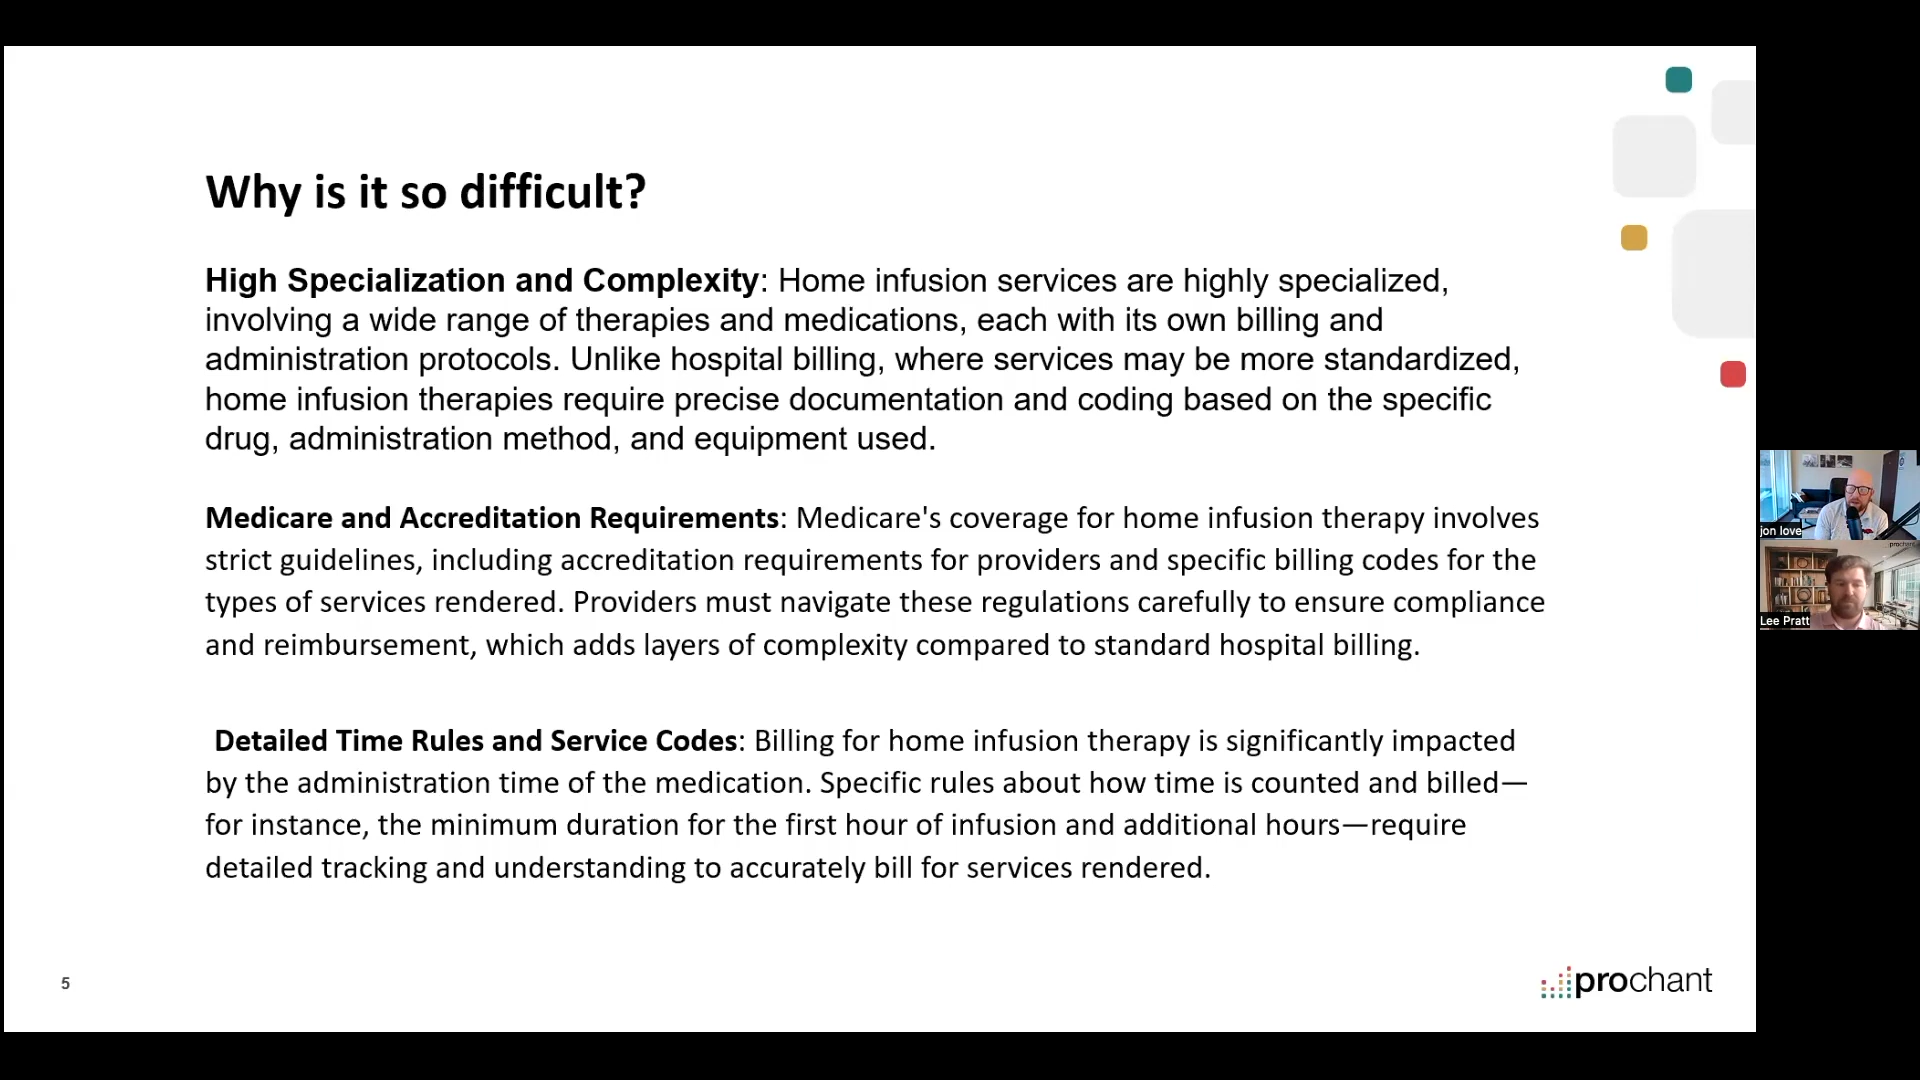 Why is it so difficult?
High Specialization and Complexity: Home infusion services are highly specialized,
involving a wide range of therapies and medications, each with its own billing and
administration protocols. Unlike hospital billing, where services may be more standardized,
home infusion therapies require precise documentation and coding based on the specific
drug, administration method, and equipment used.
Medicare and Accreditation Requirements: Medicare's coverage for home infusion therapy involves
strict guidelines, including accreditation requirements for providers and specific billing codes for the
types of services rendered. Providers must navigate these regulations carefully to ensure compliance
and reimbursement, which adds layers of complexity compared to standard hospital billing.
Detailed Time Rules and Service Codes: Billing for home infusion therapy is significantly impacted
by the administration time of the medication. Specific rules about how time is counted and billed—
for instance, the minimum duration for the first hour of infusion and additional hours—require
detailed tracking and understanding to accurately bill for services rendered.
5
prochant
jon love
prochant
Lee Pratt